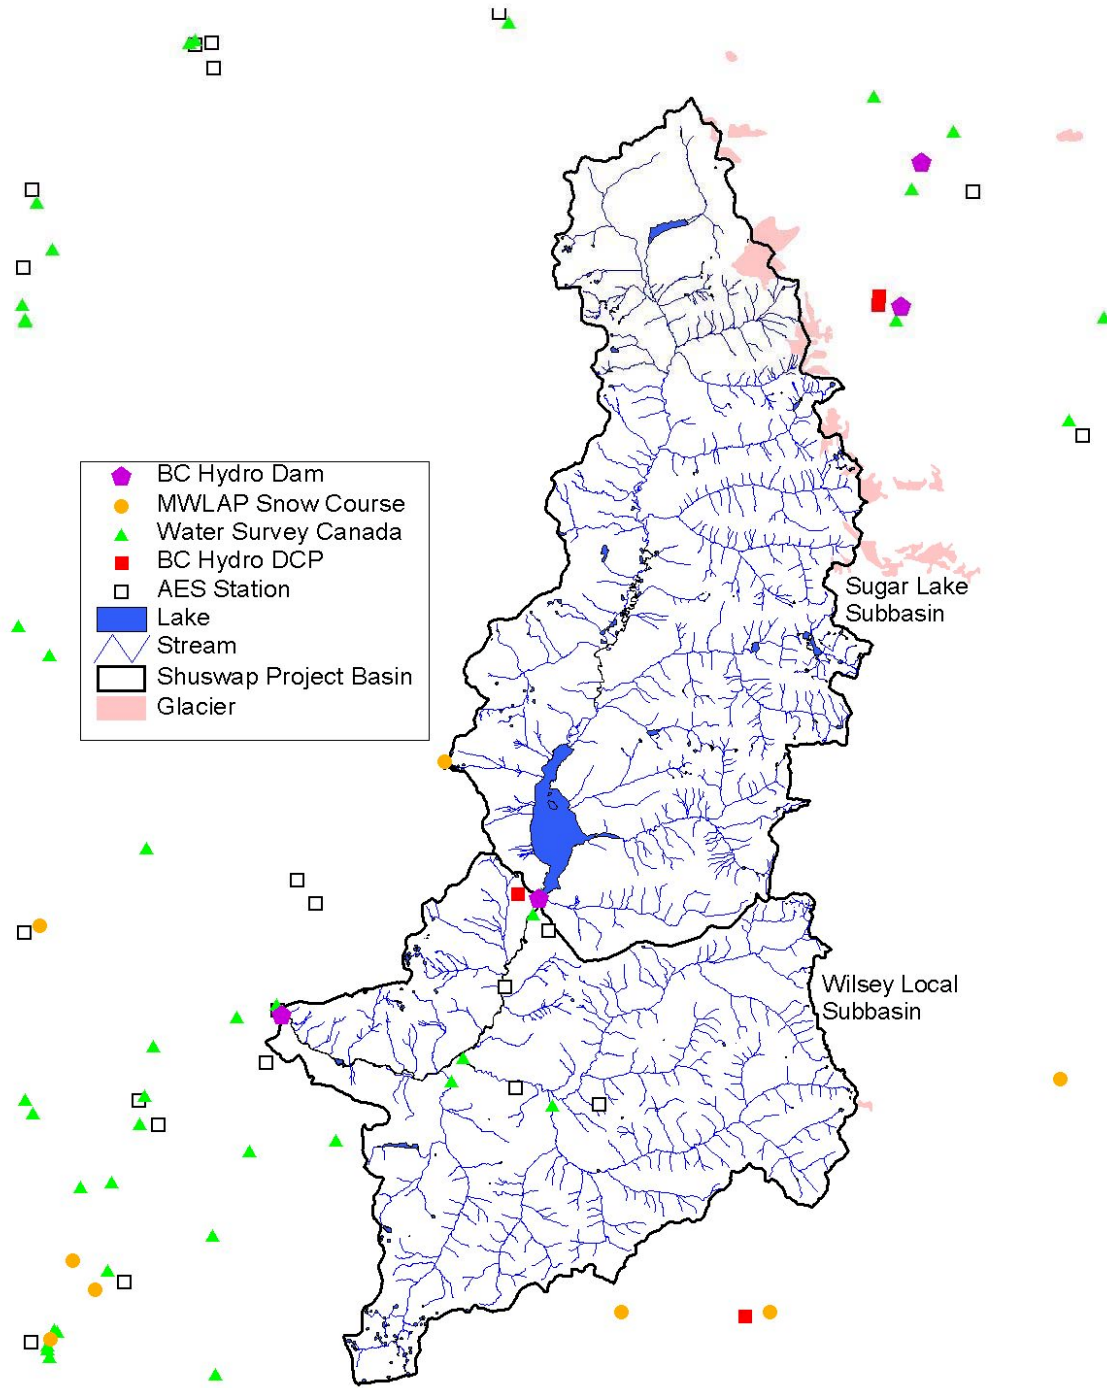 BC Hydro Dam
MWLAP Snow Course
Water Survey Canada
BC Hydro DCP
AES Station
Lake
Stream
Shuswap Project Basin
Glacier
Sugar Lake
Subbasin
Wilsey Local
Subbasin